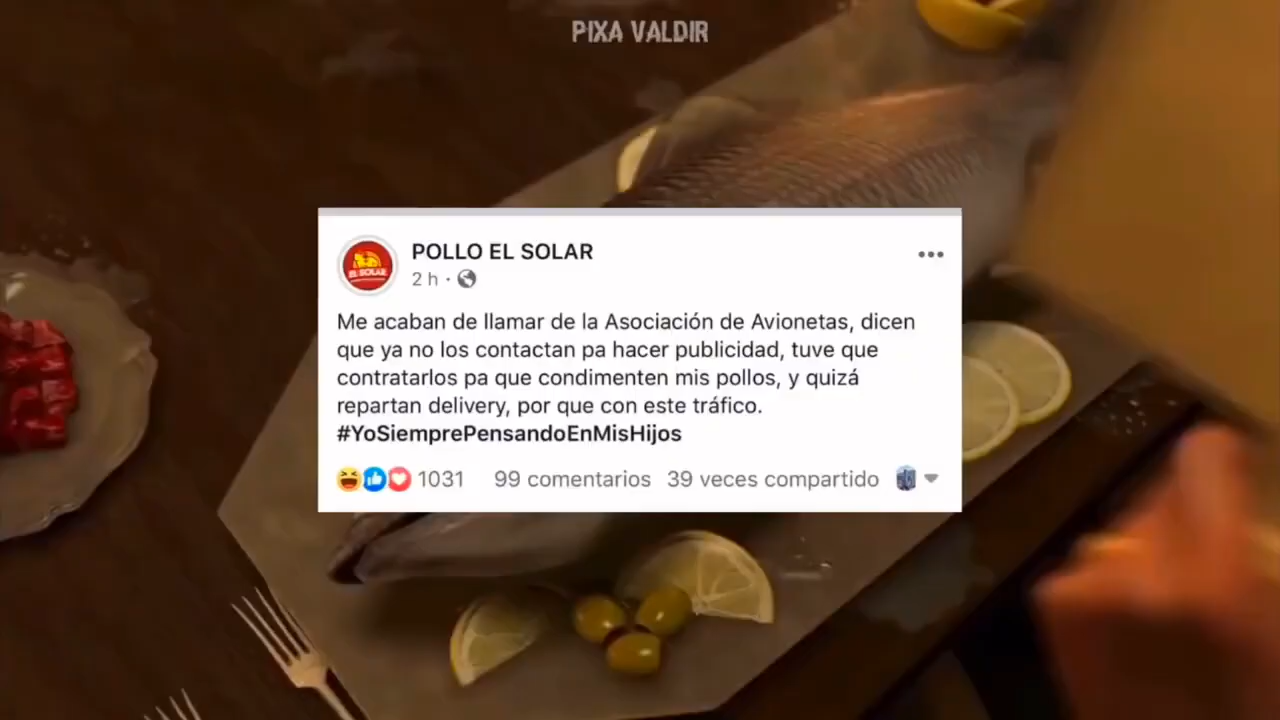 PIXA VALDIR
POLLO EL SOLAR
EL SOLAR
2 h ·
Me acaban de llamar de la Asociación de Avionetas, dicen
que ya no los contactan pa hacer publicidad, tuve que
contratarlos pa que condimenten mis pollos, y quizá
repartan delivery, por que con este tráfico.
#YoSiemprePensandoEnMisHijos
1031 99 comentarios 39 veces compartido